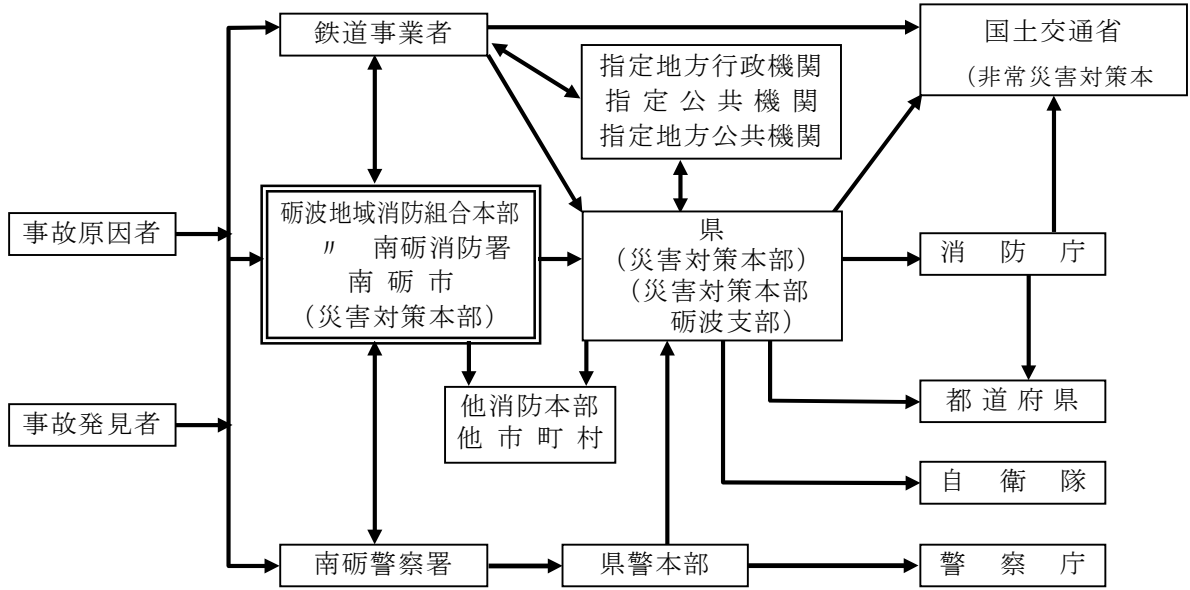 鉄道事業者
国土交通省
（非常災害対策本
指定地方行政機関
指定公共機関
指定地方公共機関
事故原因者
砺波地域消防組合本部
〃　南砺消防署
南砺市
（災害対策本部）
県
（災害対策本部）
（災害対策本部
砺波支部）
消防庁
事故発見者
他消防本部
他市町村
都道府県
自衛隊
南砺警察署
県警本部
警察庁